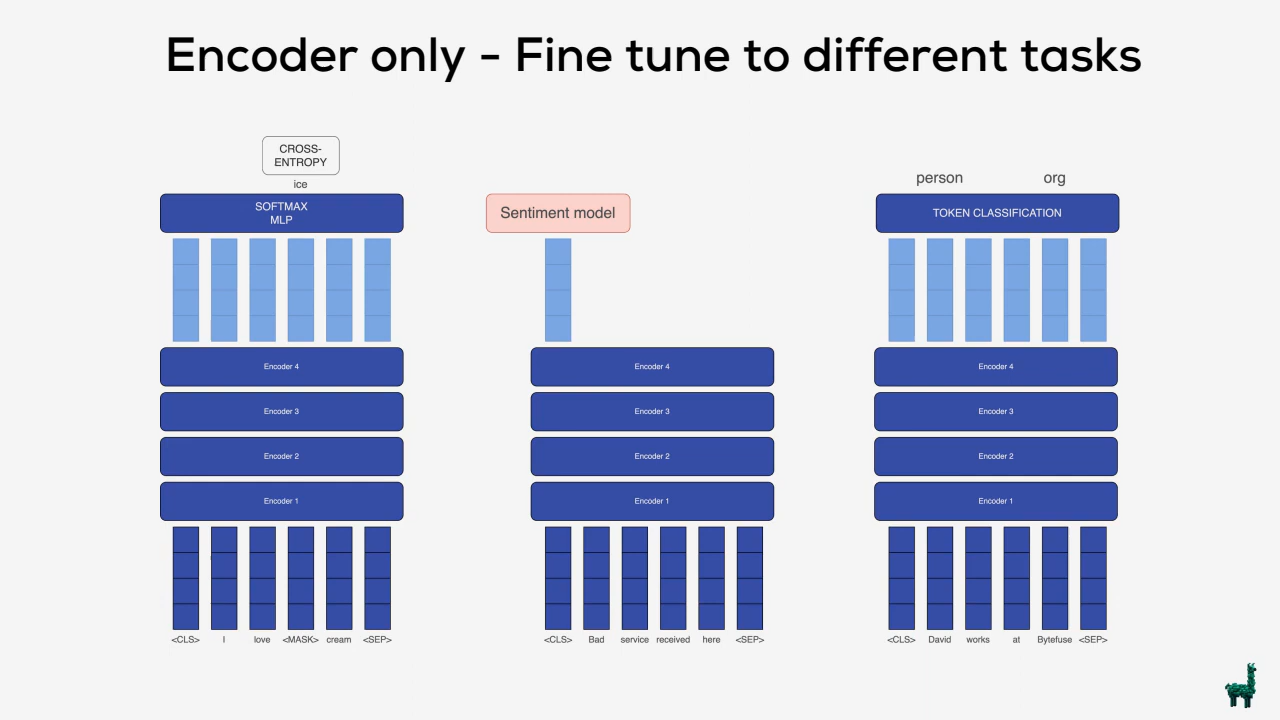 Encoder only - Fine tune to different tasks
CROSS-
ENTROPY
ice
SOFTMAX
MLP
Encoder 4
Encoder 3
Encoder 2
Encoder 1
<CLS> I love <MASK> cream <SEP>
Sentiment model
Encoder 4
Encoder 3
Encoder 2
Encoder 1
<CLS> Bad service received here <SEP>
person org
TOKEN CLASSIFICATION
Encoder 4
Encoder 3
Encoder 2
Encoder 1
<CLS> David works at Bytefuse <SEP>